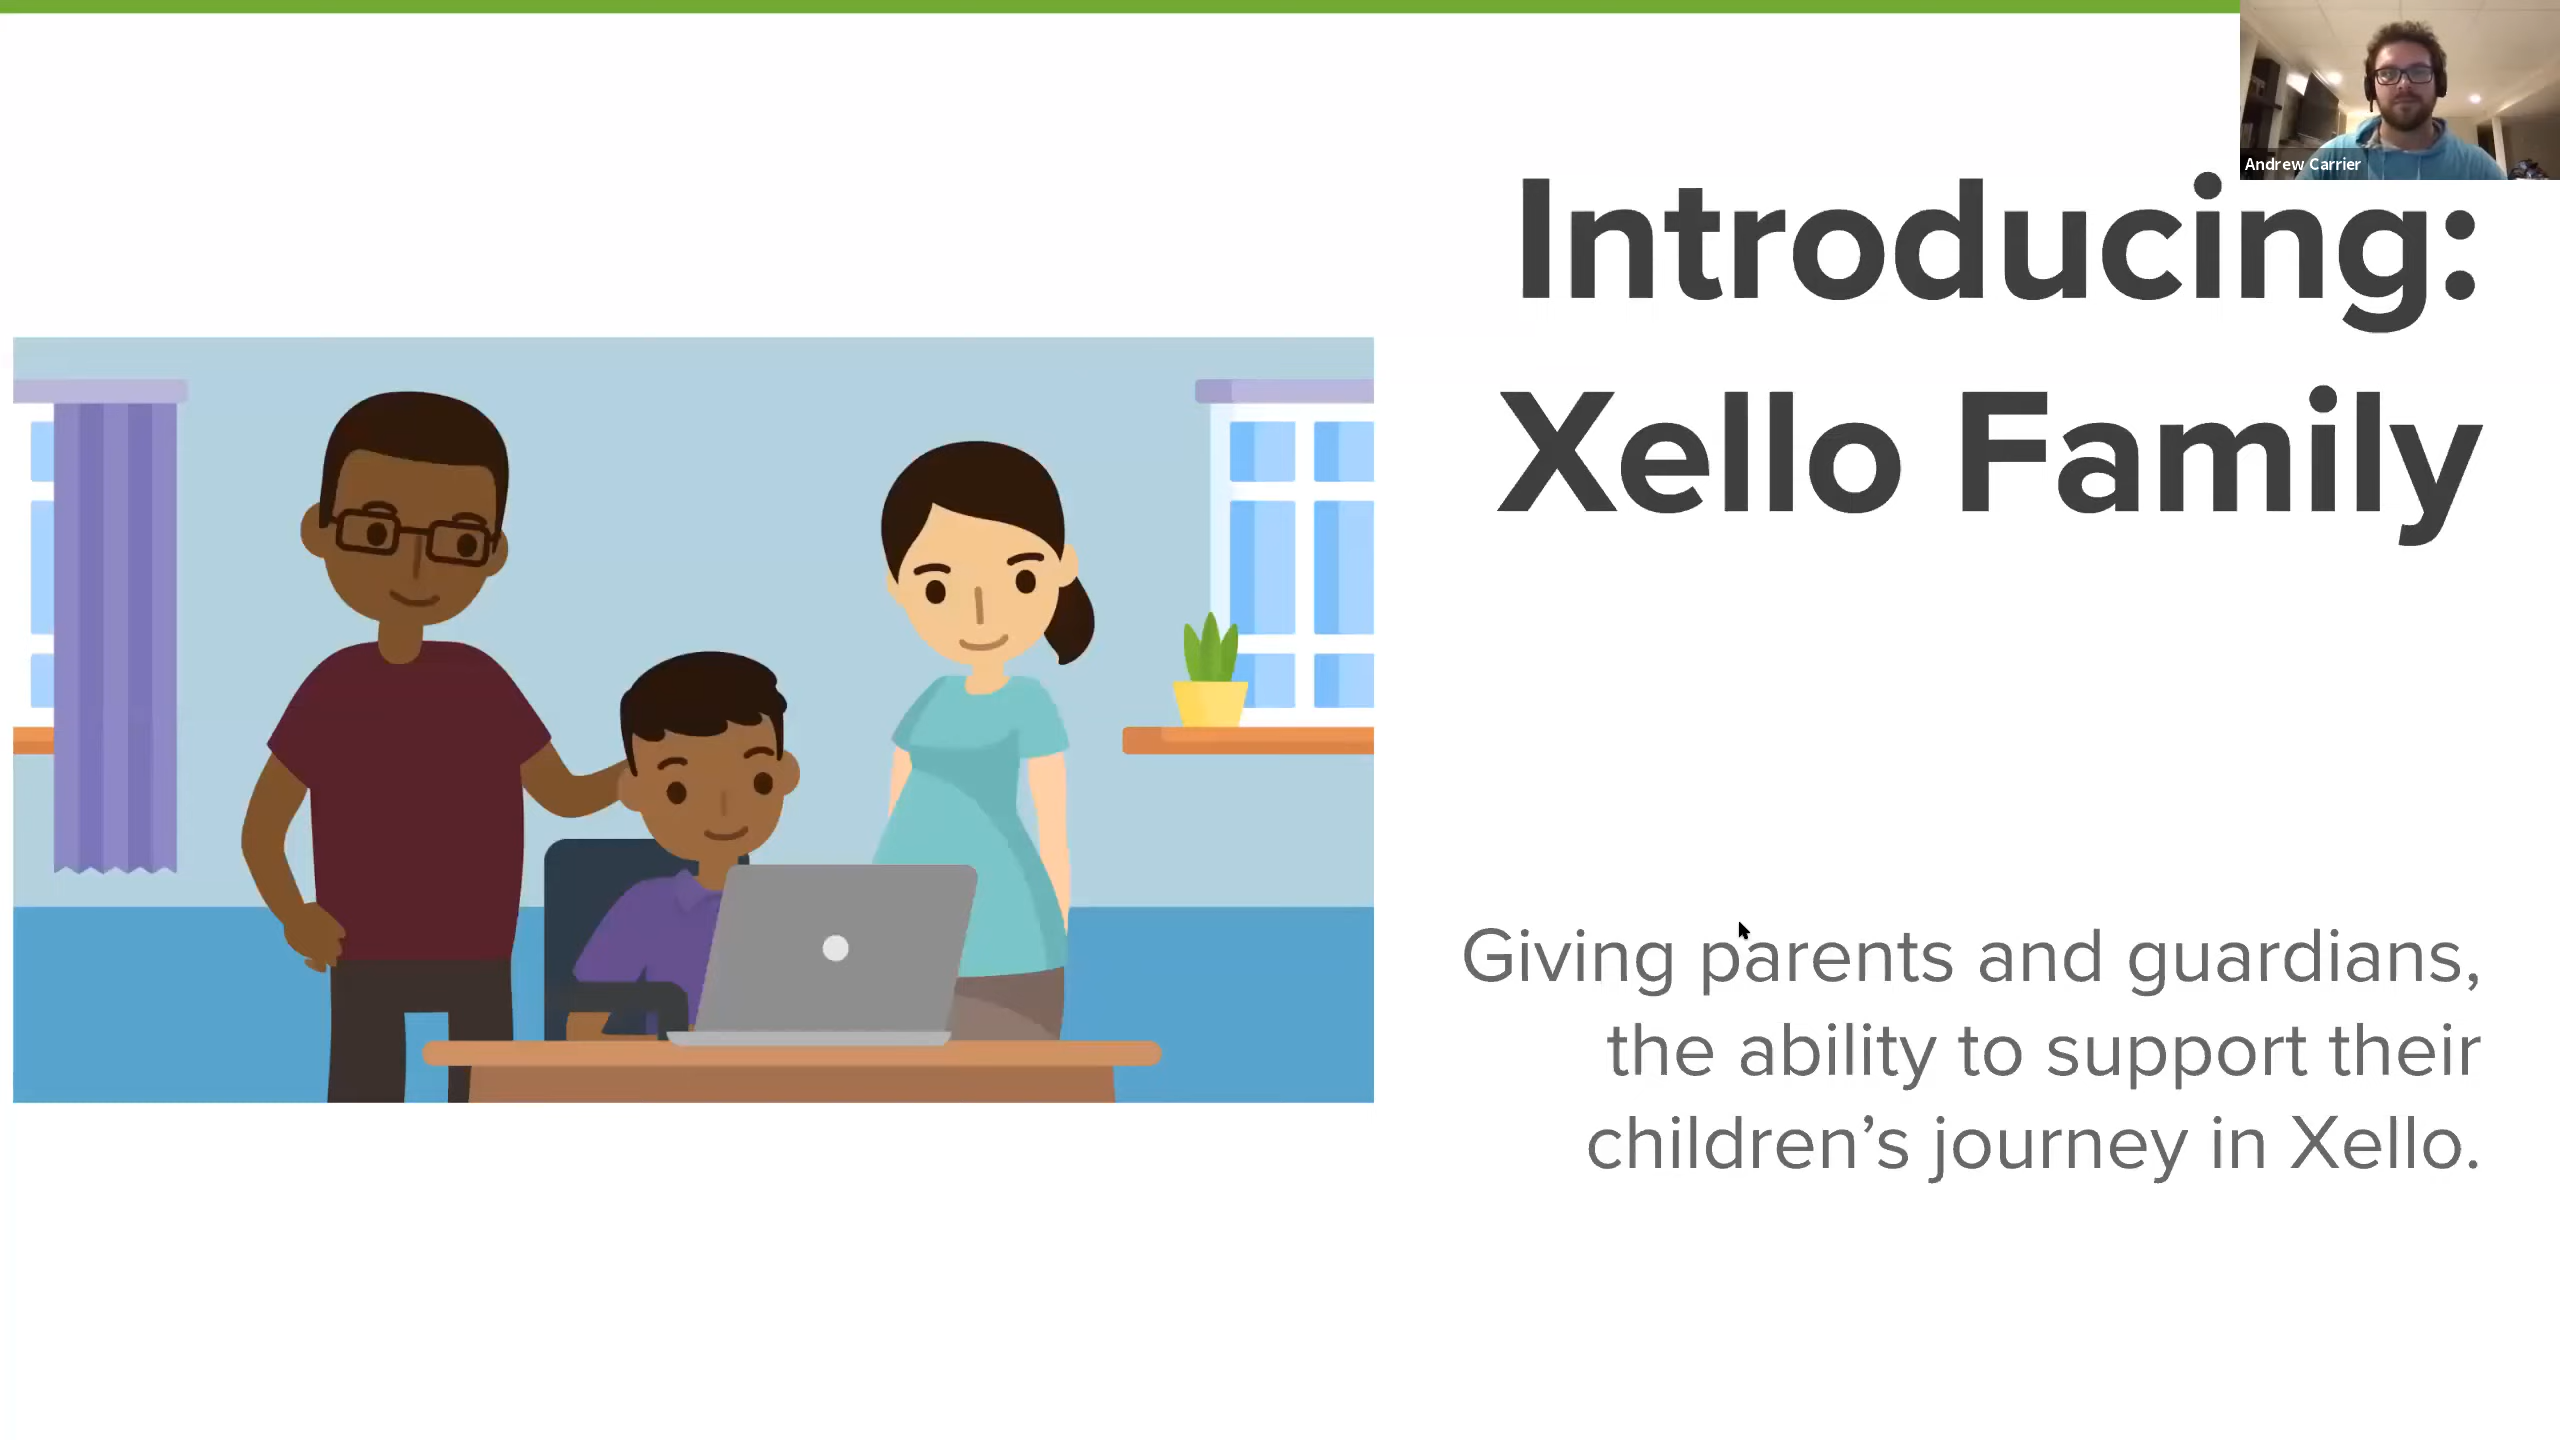 Andrew Carrier
Introducing:
Xello Family
Giving parents and guardians,
the ability to support their
children’s journey in Xello.